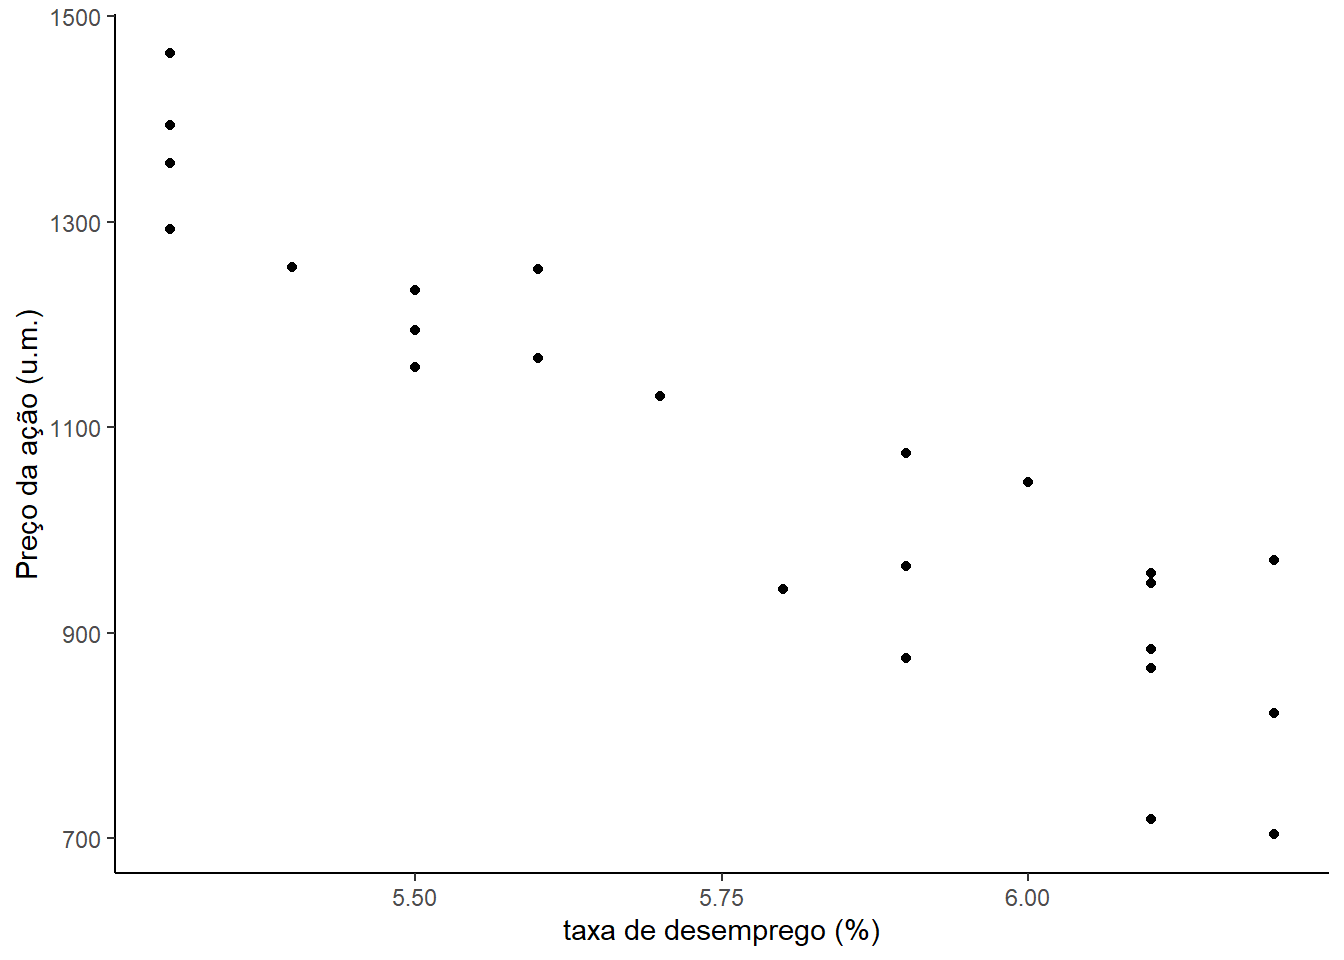 1500
1300
1100
900
700
Preço da ação (u.m.)
5.50 5.75 6.00
taxa de desemprego (%)